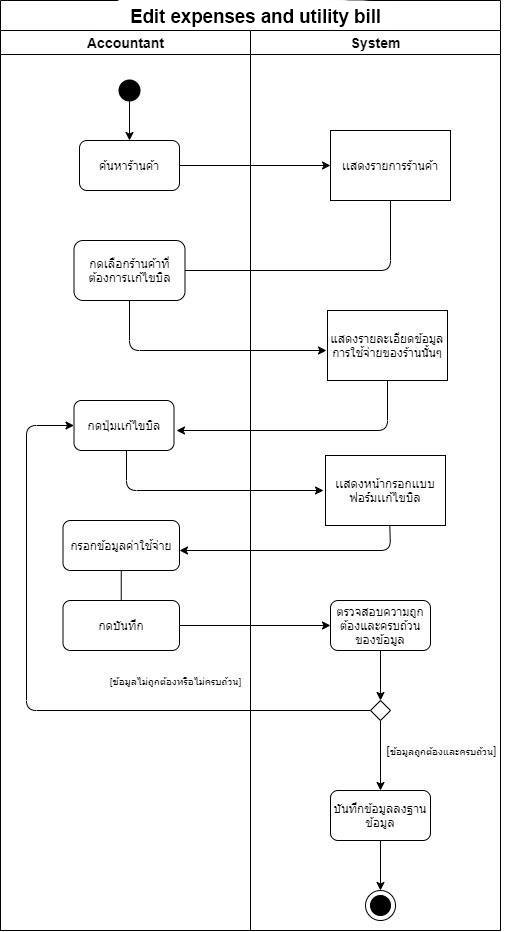 Edit expenses and utility bill
Accountant
System
ค้นหาร้านค้า
แสดงรายการร้านค้า
กดเลือกร้านค้าที่
ต้องการแก้ไขบิล
แสดงรายละเอียดข้อมูล
การใช้จ่ายของร้านนั้นๆ
กดปุ่มแก้ไขบิล
แสดงหน้ากรอกแบบ
ฟอร์มแก้ไขบิล
กรอกข้อมูลค่าใช้จ่าย
กดบันทึก
ตรวจสอบความถูก
ต้องและครบถ้วน
ของข้อมูล
[ข้อมูลไม่ถูกต้องหรือไม่ครบถ้วน]
[ข้อมูลถูกต้องและครบถ้วน]
บันทึกข้อมูลลงฐาน
ข้อมูล